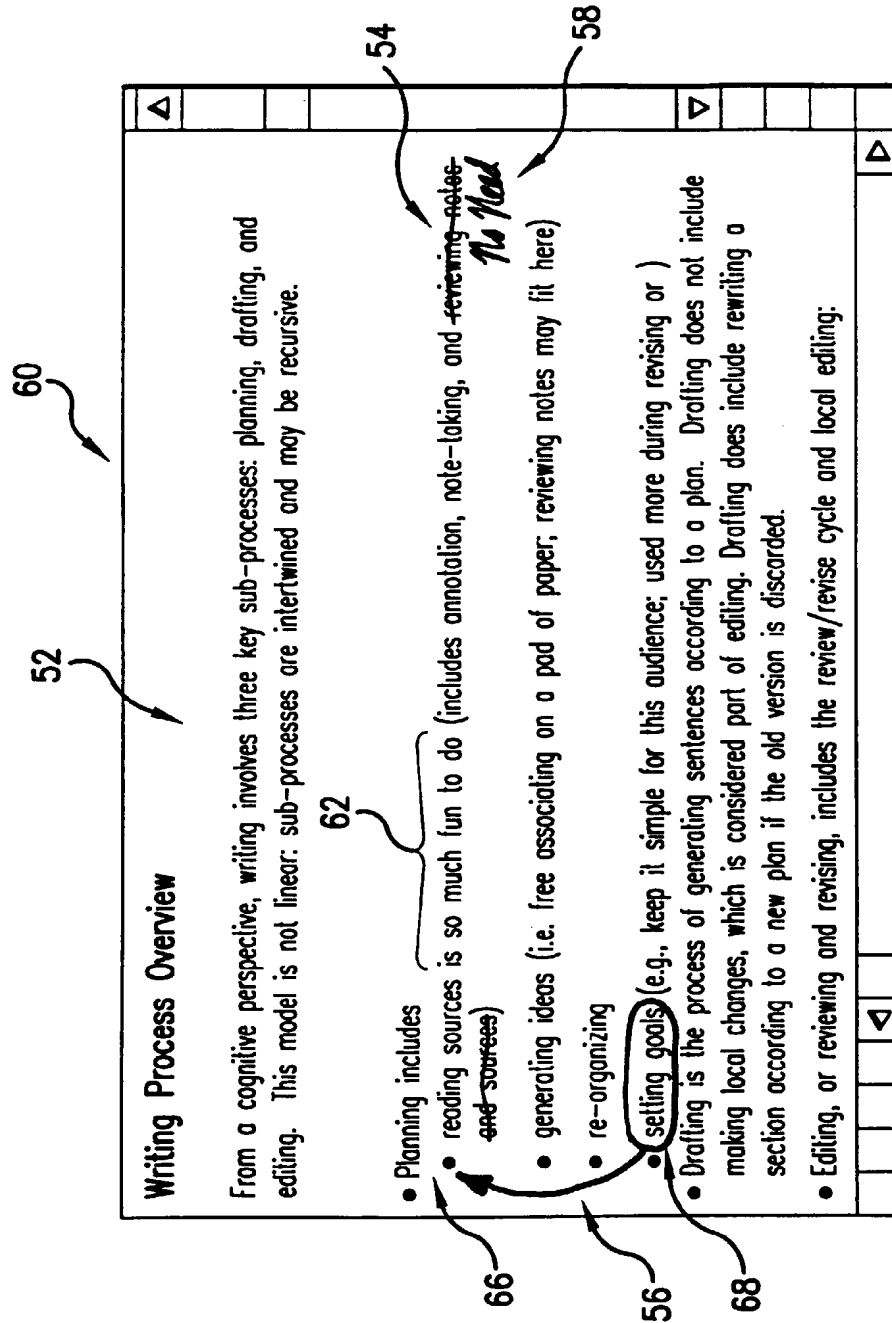 60
52
54
58
Writing Process Overview
From a cognitive perspective, writing involves three key sub-processes: planning, drafting, and
editing. This model is not linear: sub-processes are intertwined and may be recursive.
62
• Planning includes
• reading sources is so much fun to do (includes annotation, note-taking, and reviewing notes
and sources)
No Need
• generating ideas (i.e. free associating on a pad of paper; reviewing notes may fit here)
• re-organizing
• setting goals (e.g., keep it simple for this audience; used more during revising or )
• Drafting is the process of generating sentences according to a plan. Drafting does not include
making local changes, which is considered part of editing. Drafting does include rewriting a
section according to a new plan if the old version is discarded.
• Editing, or reviewing and revising, includes the review/revise cycle and local editing:
66
56
68